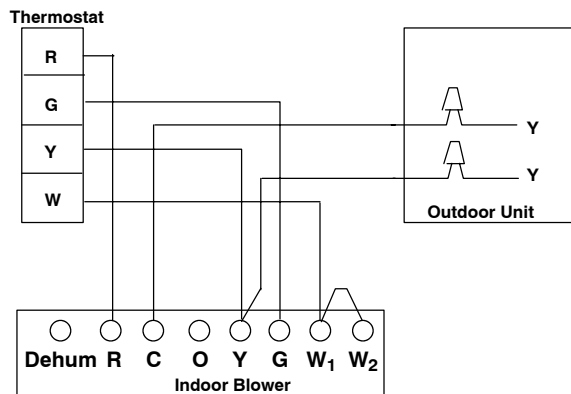 Thermostat
R
G
Y
W
Y
Y
Outdoor Unit
Dehum R C O Y G W₁ W₂
Indoor Blower